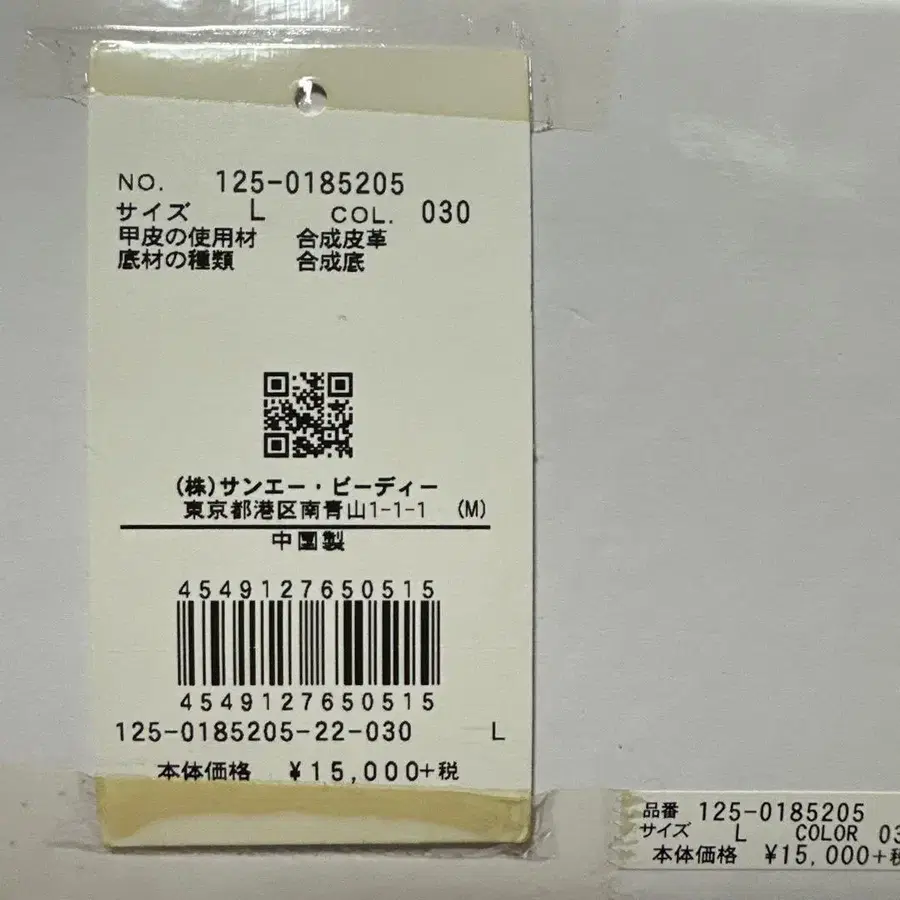 NO. 125-0185205
サイズ L COL. 030
甲皮の使用材 合成皮革
底材の種類 合成底
(株)サンエー・ビーディー
東京都港区南青山1-1-1 (M)
中国製
4549127650515
4549127650515
125-0185205-22-030 L
本体価格 ¥15,000+税
品番 125-0185205
サイズ L COLOR 03
本体価格 ¥15,000+税